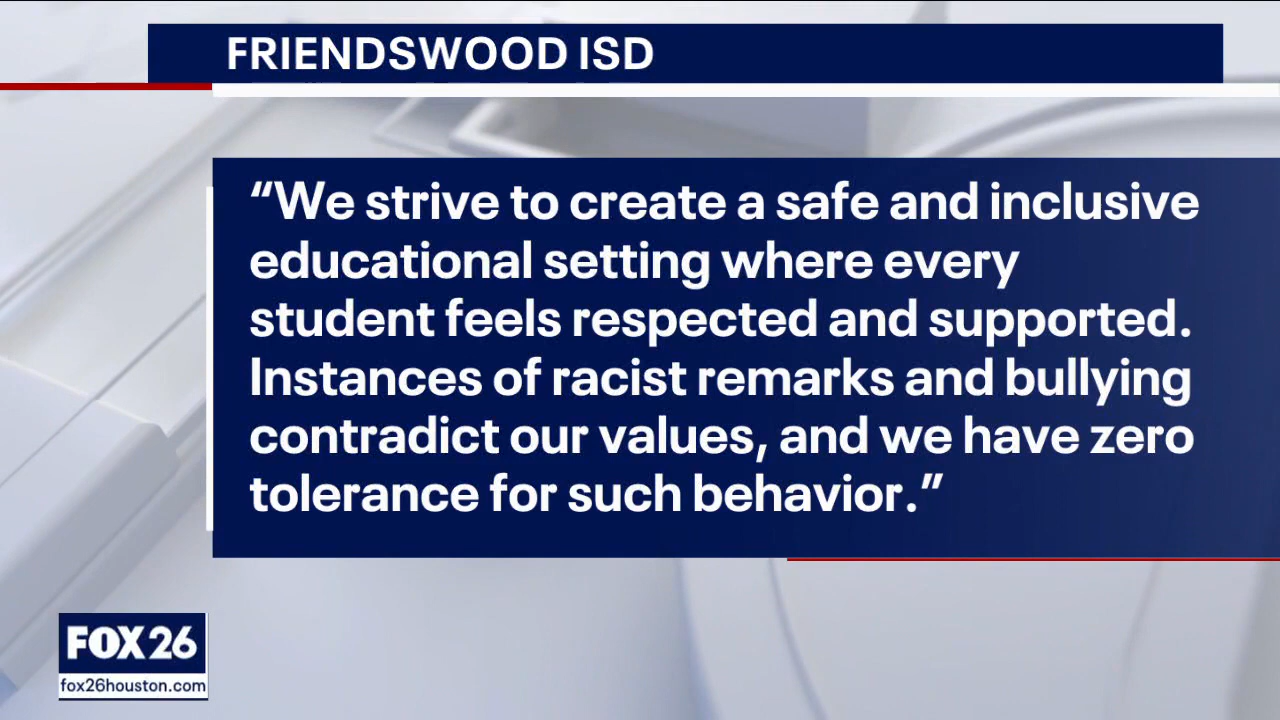 FRIENDSWOOD ISD
“We strive to create a safe and inclusive
educational setting where every
student feels respected and supported.
Instances of racist remarks and bullying
contradict our values, and we have zero
tolerance for such behavior.”
FOX 26
fox26houston.com